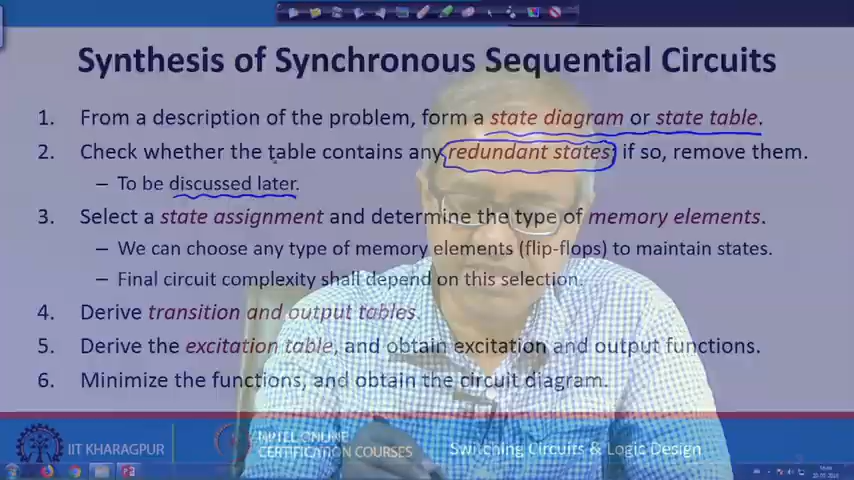 Synthesis of Synchronous Sequential Circuits
1. From a description of the problem, form a state diagram or state table.
2. Check whether the table contains any redundant states; if so, remove them.
– To be discussed later.
3. Select a state assignment and determine the type of memory elements.
– We can choose any type of memory elements (flip-flops) to maintain states.
– Final circuit complexity shall depend on this selection.
4. Derive transition and output tables.
5. Derive the excitation table, and obtain excitation and output functions.
6. Minimize the functions, and obtain the circuit diagram.
IIT KHARAGPUR
NPTEL ONLINE
CERTIFICATION COURSES
Switching Circuits & Logic Design